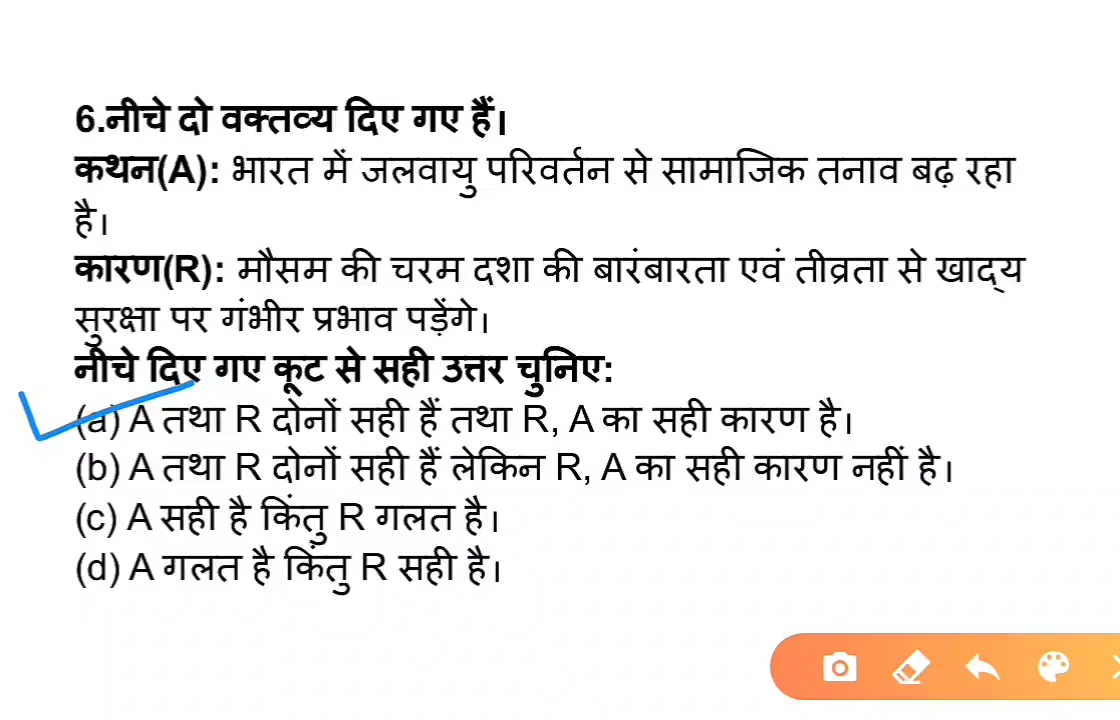 6.नीचे दो वक्तव्य दिए गए हैं।
कथन(A): भारत में जलवायु परिवर्तन से सामाजिक तनाव बढ़ रहा
है।
कारण(R): मौसम की चरम दशा की बारंबारता एवं तीव्रता से खाद्य
सुरक्षा पर गंभीर प्रभाव पड़ेंगे।
नीचे दिए गए कूट से सही उत्तर चुनिए:
(a) A तथा R दोनों सही हैं तथा R, A का सही कारण है।
(b) A तथा R दोनों सही हैं लेकिन R, A का सही कारण नहीं है।
(c) A सही है किंतु R गलत है।
(d) A गलत है किंतु R सही है।